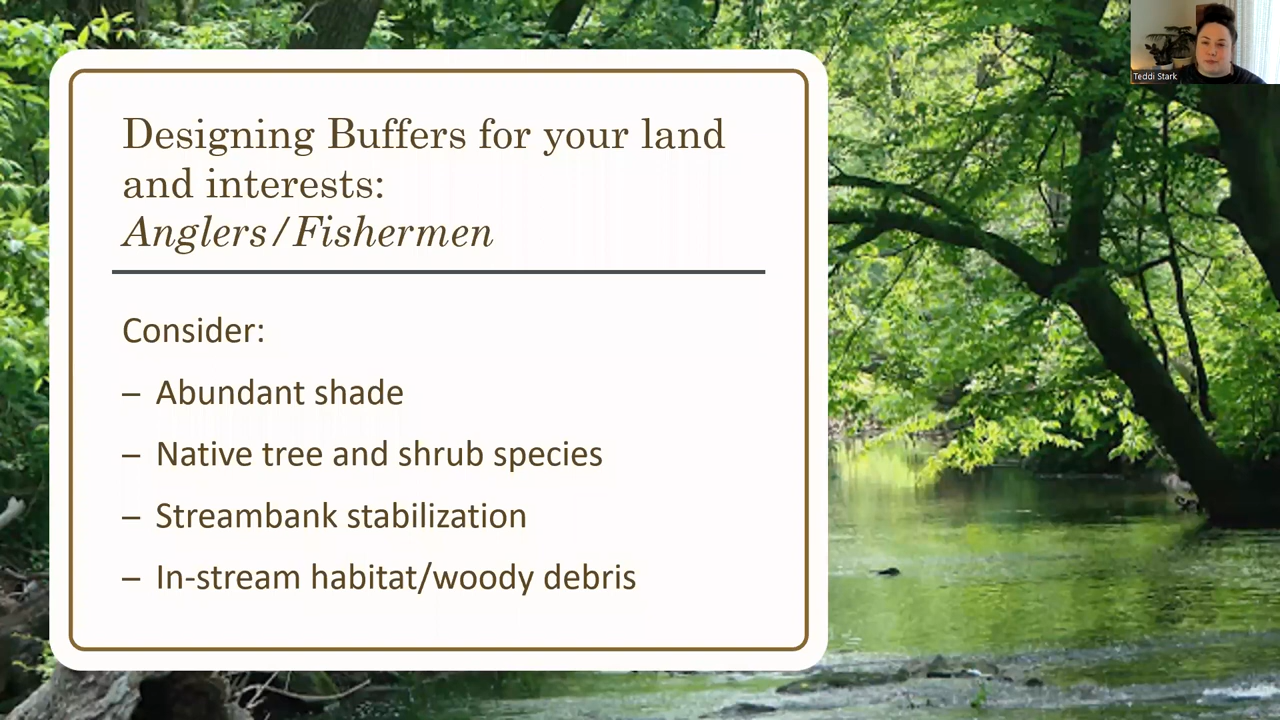 Designing Buffers for your land
and interests:
Anglers/Fishermen
Consider:
– Abundant shade
– Native tree and shrub species
– Streambank stabilization
– In-stream habitat/woody debris
Teddi Stark